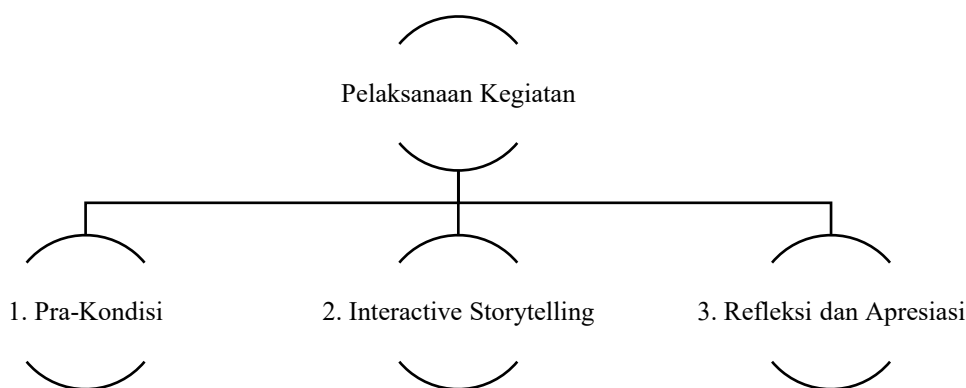 Pelaksanaan Kegiatan
1. Pra-Kondisi
2. Interactive Storytelling
3. Refleksi dan Apresiasi